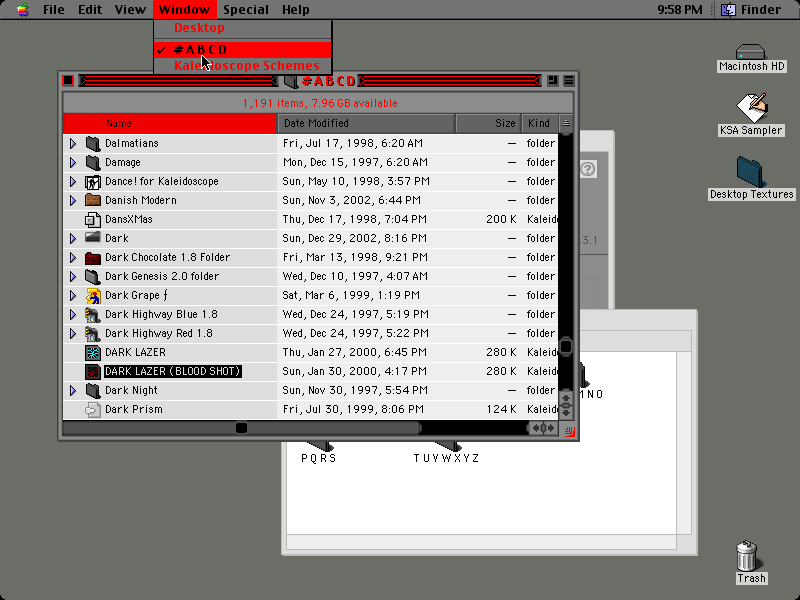 File Edit View Window Special Help 9:58 PM Finder
Desktop
✓ #ABCD
Kaleidoscope Schemes
#ABCD
1,191 items, 7.96 GB available
Name Date Modified Size Kind
Dalmatians Fri, Jul 17, 1998, 6:20 AM — folder
Damage Mon, Dec 15, 1997, 6:20 AM — folder
Dance! for Kaleidoscope Sun, May 10, 1998, 3:57 PM — folder
Danish Modern Sun, Nov 3, 2002, 6:44 PM — folder
DansXMas Thu, Dec 17, 1998, 7:04 PM 200 K Kaleid
Dark Sun, Dec 29, 2002, 8:16 PM — folder
Dark Chocolate 1.8 Folder Fri, Mar 13, 1998, 9:21 PM — folder
Dark Genesis 2.0 folder Wed, Dec 10, 1997, 4:07 AM — folder
Dark Grape ƒ Sat, Mar 6, 1999, 1:19 PM — folder
Dark Highway Blue 1.8 Wed, Dec 24, 1997, 5:19 PM — folder
Dark Highway Red 1.8 Wed, Dec 24, 1997, 5:22 PM — folder
DARK LAZER Thu, Jan 27, 2000, 6:45 PM 280 K Kaleid
DARK LAZER (BLOOD SHOT) Sun, Jan 30, 2000, 4:17 PM 280 K Kaleid
Dark Night Sun, Nov 30, 1997, 5:54 PM — folder
Dark Prism Fri, Jul 30, 1999, 8:06 PM 124 K Kaleid
?
.3.1
NO
PQRS
TUVWXYZ
Macintosh HD
KSA Sampler
Desktop Textures
Trash